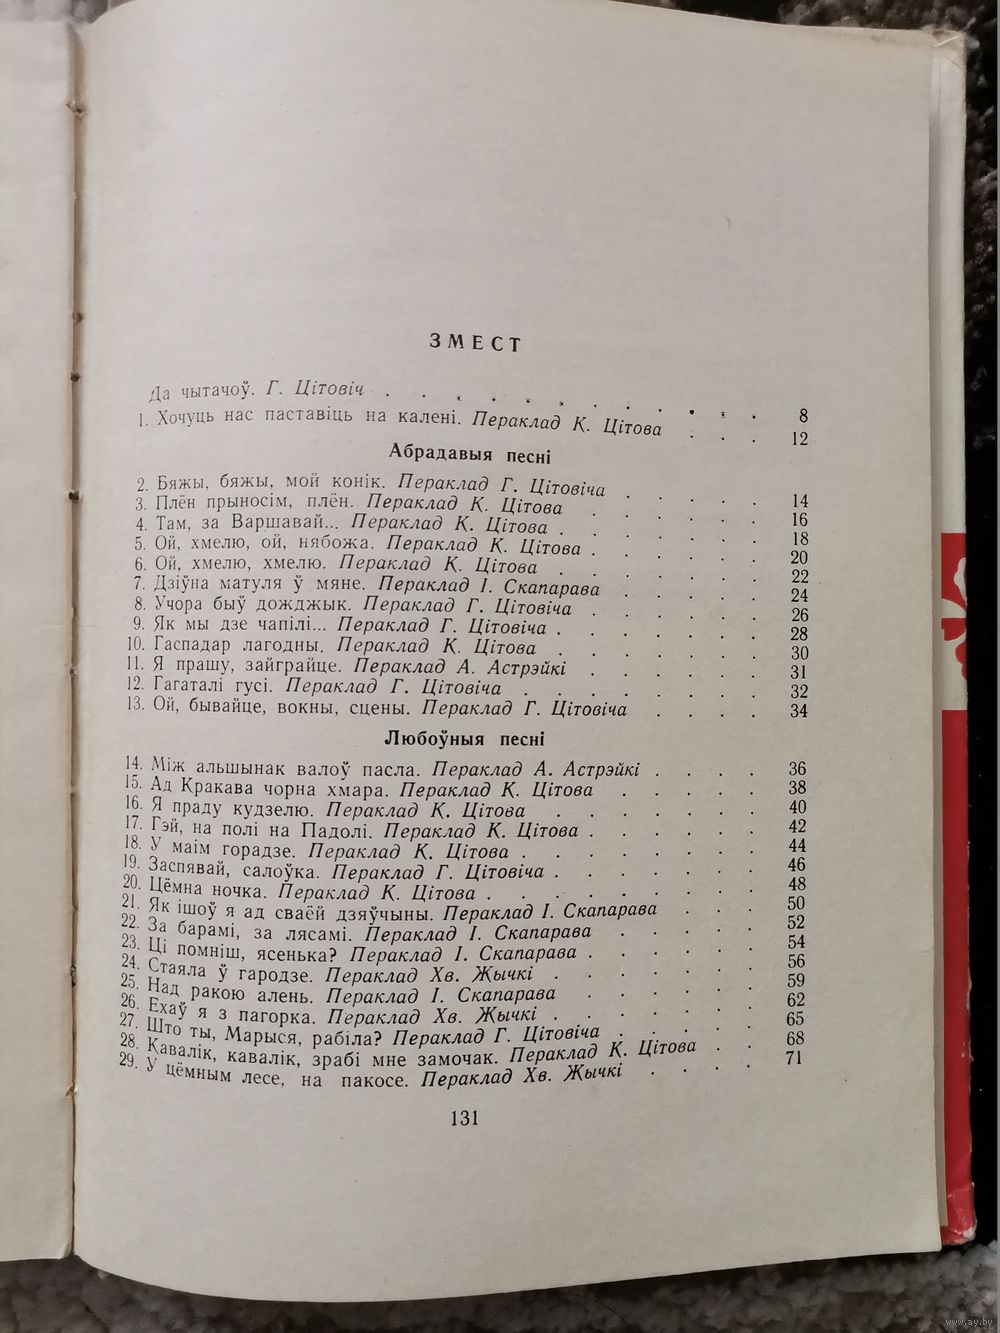 ЗМЕСТ
Да чытачоў. Г. Цітовіч . . . . . . . . . . 8
1. Хочуць нас паставіць на калені. Пераклад К. Цітова . . . 12
Абрадавыя песні
2. Бяжы, бяжы, мой конік. Пераклад Г. Цітовіча . . . . . 14
3. Плён прыносім, плён. Пераклад К. Цітова . . . . . . 16
4. Там, за Варшавай... Пераклад К. Цітова . . . . . . . 18
5. Ой, хмелю, ой, нябожа. Пераклад К. Цітова . . . . . . 20
6. Ой, хмелю, хмелю. Пераклад К. Цітова . . . . . . . 22
7. Дзіўна матуля ў мяне. Пераклад І. Скапарава . . . . . 24
8. Учора быў дожджык. Пераклад Г. Цітовіча . . . . . . 26
9. Як мы дзе чапілі... Пераклад Г. Цітовіча . . . . . . . 28
10. Гаспадар лагодны. Пераклад К. Цітова . . . . . . . 30
11. Я прашу, зайграйце. Пераклад А. Астрэйкі . . . . . . 31
12. Гагаталі гусі. Пераклад Г. Цітовіча . . . . . . . 32
13. Ой, бывайце, вокны, сцены. Пераклад Г. Цітовіча . . . . 34
Любоўныя песні
14. Між альшынак валоў пасла. Пераклад А. Астрэйкі . . . . 36
15. Ад Кракава чорна хмара. Пераклад К. Цітова . . . . . 38
16. Я праду кудзелю. Пераклад К. Цітова . . . . . . . 40
17. Гэй, на полі на Падолі. Пераклад К. Цітова . . . . . . 42
18. У маім горадзе. Пераклад К. Цітова . . . . . . . . 44
19. Заспявай, салоўка. Пераклад Г. Цітовіча . . . . . . . 46
20. Цёмна ночка. Пераклад К. Цітова . . . . . . . . 48
21. Як ішоў я ад сваёй дзяўчыны. Пераклад І. Скапарава . . . 50
22. За барамі, за лясамі. Пераклад І. Скапарава . . . . . 52
23. Ці помніш, ясенька? Пераклад І. Скапарава . . . . . . 54
24. Стаяла ў гародзе. Пераклад Хв. Жычкі . . . . . . . 56
25. Над ракою алень. Пераклад І. Скапарава . . . . . . 59
26. Ехаў я з пагорка. Пераклад Хв. Жычкі . . . . . . . 62
27. Што ты, Марыся, рабіла? Пераклад Г. Цітовіча . . . . . 65
28. Кавалік, кавалік, зрабі мне замочак. Пераклад К. Цітова . . 68
29. У цёмным лесе, на пакосе. Пераклад Хв. Жычкі . . . . 71
131
www.ay.by